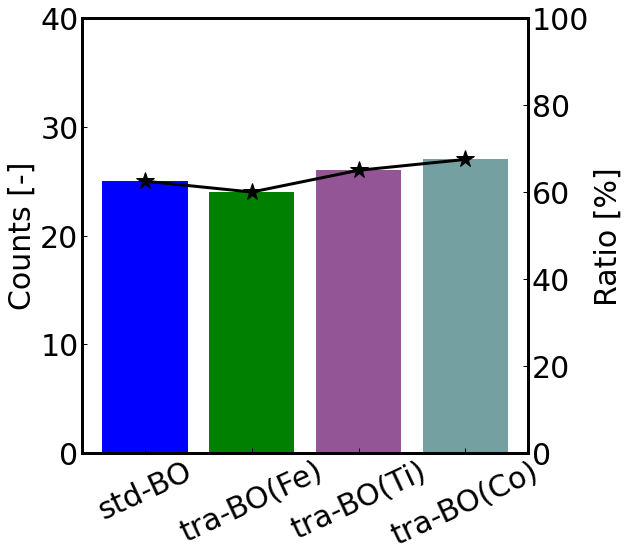 40
30
20
10
0
Counts [-]
100
80
60
40
20
0
Ratio [%]
std-BO
tra-BO(Fe)
tra-BO(Ti)
tra-BO(Co)